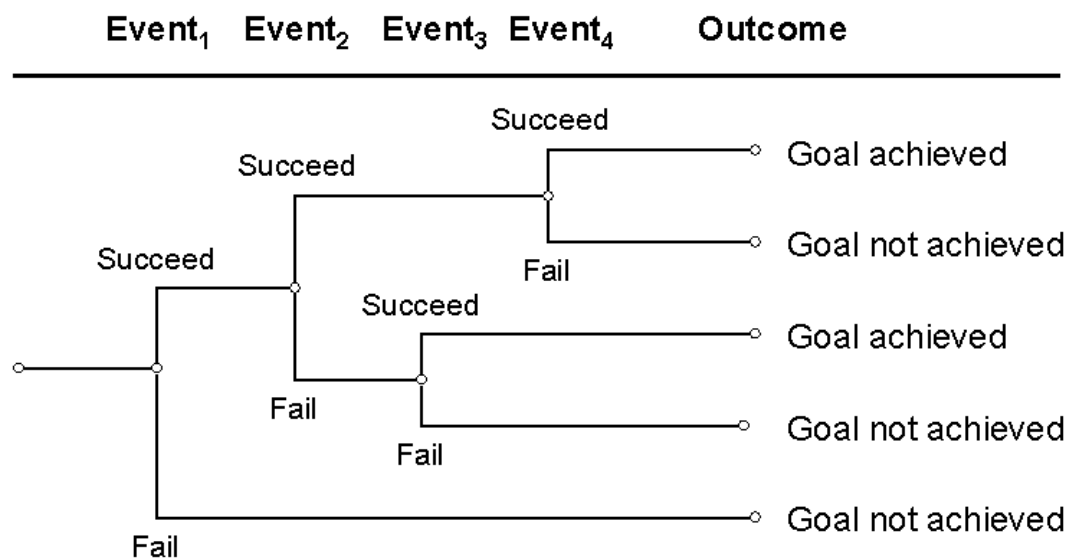 Event₁ Event₂ Event₃ Event₄ Outcome
Succeed
Goal achieved
Succeed
Goal not achieved
Succeed
Fail
Succeed
Goal achieved
Fail
Goal not achieved
Fail
Goal not achieved
Fail